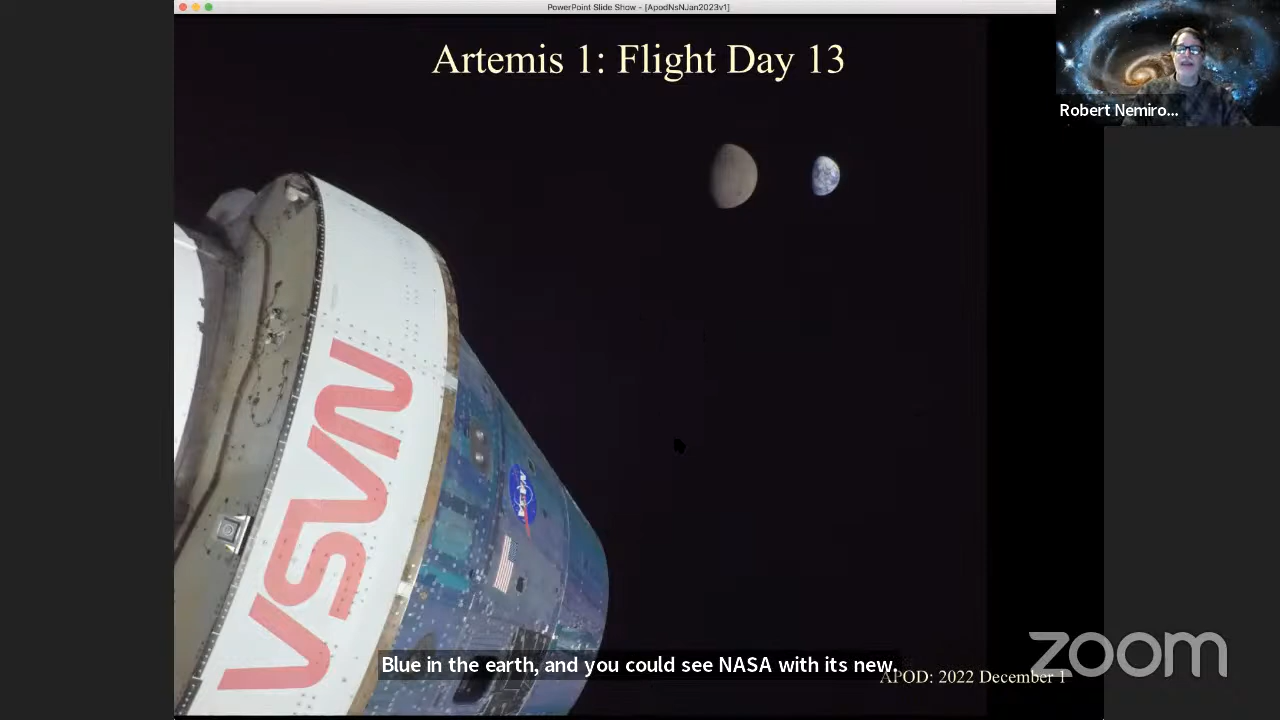 PowerPoint Slide Show - [ApodNsNJan2023v1]
Artemis 1: Flight Day 13
Robert Nemiro...
NASA
NASA
Blue in the earth, and you could see NASA with its new.
APOD: 2022 December 1
zoom